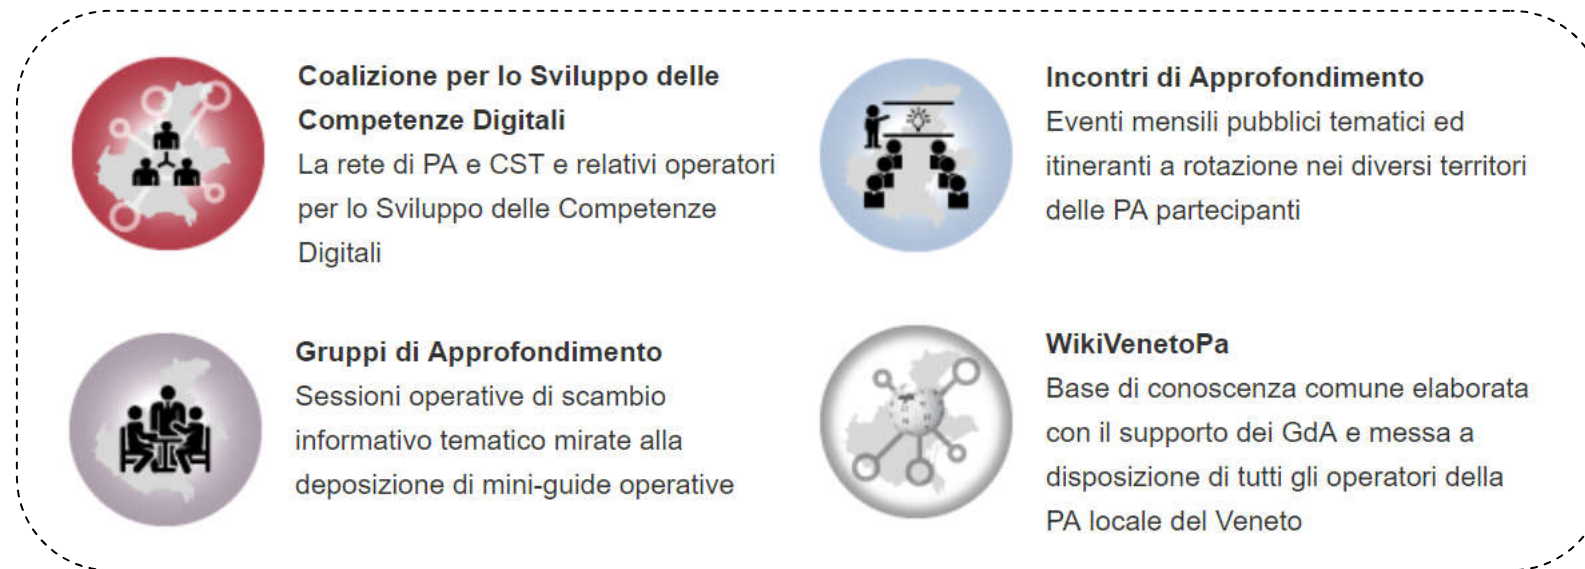 Coalizione per lo Sviluppo delle
Competenze Digitali
La rete di PA e CST e relativi operatori
per lo Sviluppo delle Competenze
Digitali
Incontri di Approfondimento
Eventi mensili pubblici tematici ed
itineranti a rotazione nei diversi territori
delle PA partecipanti
Gruppi di Approfondimento
Sessioni operative di scambio
informativo tematico mirate alla
deposizione di mini-guide operative
WikiVenetoPa
Base di conoscenza comune elaborata
con il supporto dei GdA e messa a
disposizione di tutti gli operatori della
PA locale del Veneto